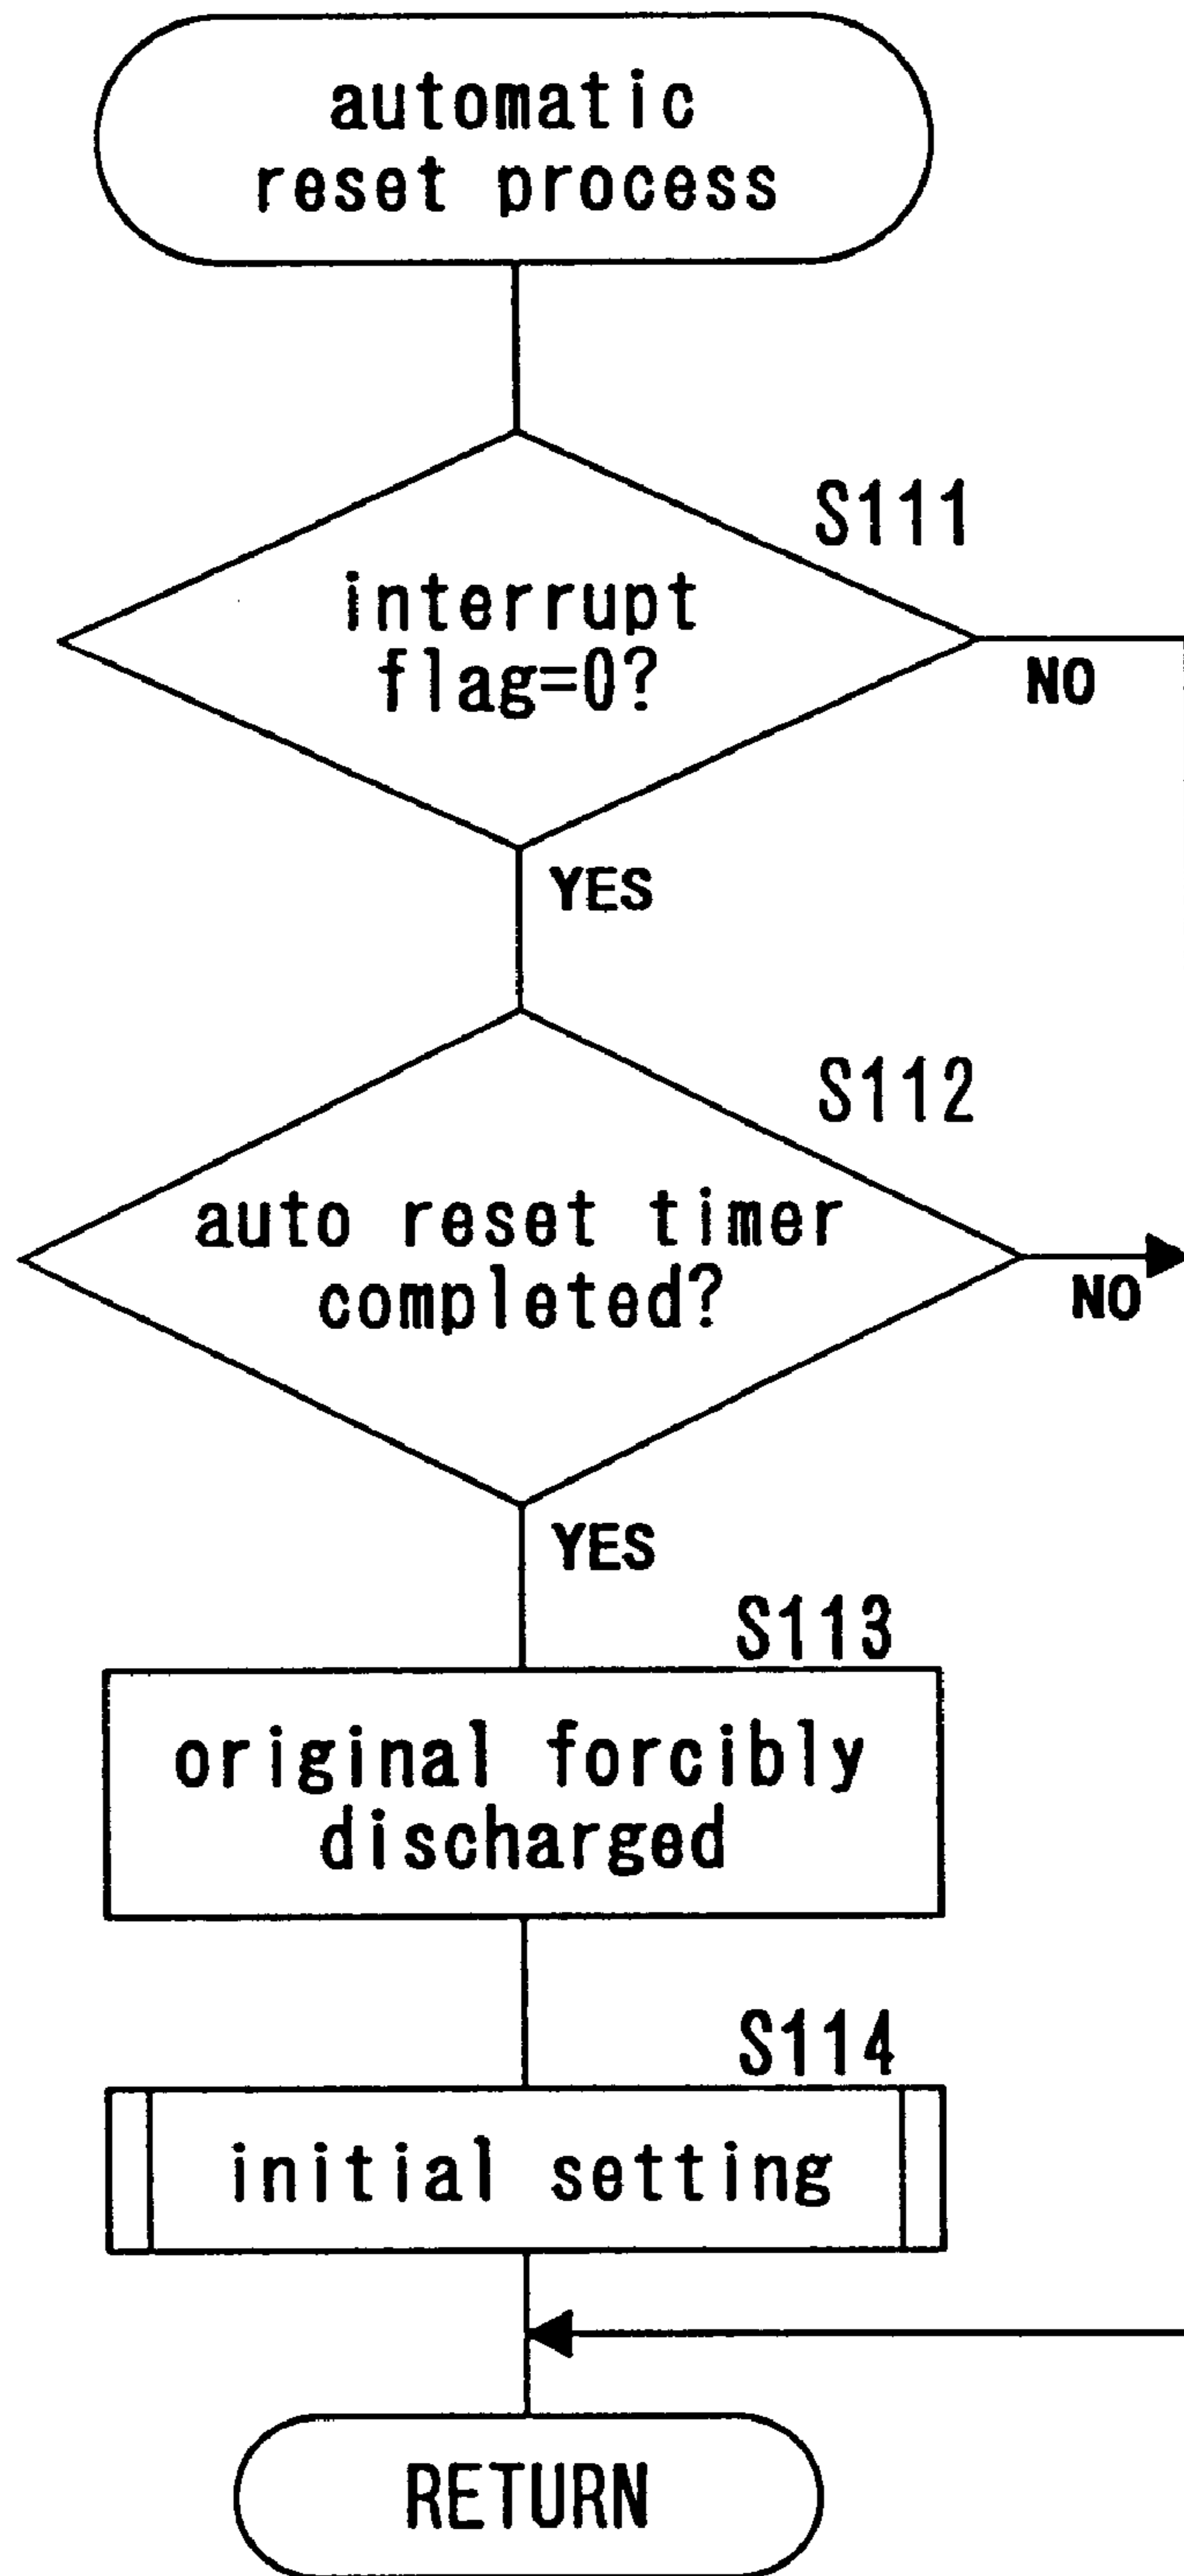 automatic
reset process
S111
interrupt
flag=0?
NO
YES
S112
auto reset timer
completed?
NO
YES
S113
original forcibly
discharged
S114
initial setting
RETURN